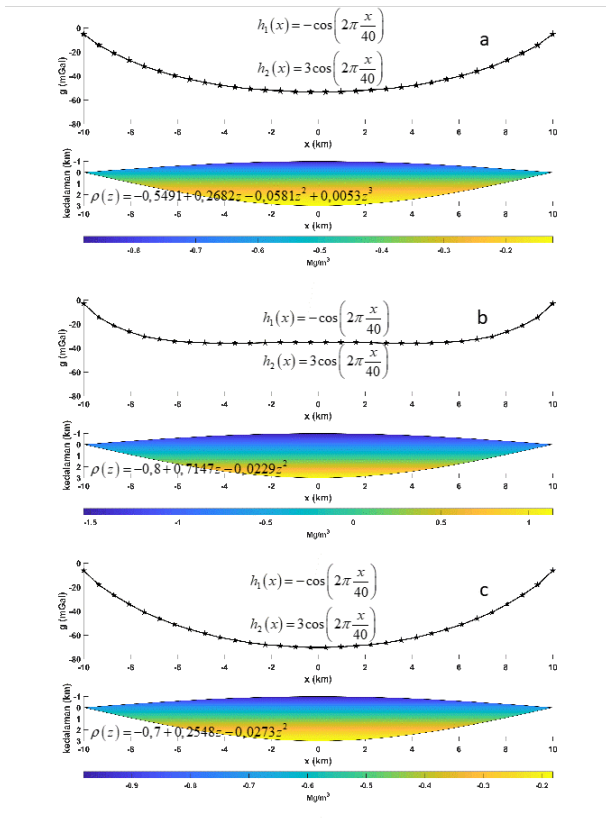 a
h₁(x)=−cos(2π x/40)
h₂(x)=3cos(2π x/40)
g (mGal)
0
-20
-40
-60
-80
-10 -8 -6 -4 -2 0 2 4 6 8 10
x (km)
kedalaman (km)
-1
0
1
2
3
ρ(z)=−0,5491+0,2682z−0,0581z²+0,0053z³
-10 -8 -6 -4 -2 0 2 4 6 8 10
x (km)
-0.8 -0.7 -0.6 -0.5 -0.4 -0.3 -0.2
Mg/m³
b
h₁(x)=−cos(2π x/40)
h₂(x)=3cos(2π x/40)
g (mGal)
0
-20
-40
-60
-80
-10 -8 -6 -4 -2 0 2 4 6 8 10
x (km)
kedalaman (km)
-1
0
1
2
3
ρ(z)=−0,8+0,7147z−0,0229z²
-10 -8 -6 -4 -2 0 2 4 6 8 10
x (km)
-1.5 -1 -0.5 0 0.5 1
Mg/m³
c
h₁(x)=−cos(2π x/40)
h₂(x)=3cos(2π x/40)
g (mGal)
0
-20
-40
-60
-80
-10 -8 -6 -4 -2 0 2 4 6 8 10
x (km)
kedalaman (km)
-1
0
1
2
3
ρ(z)=−0,7+0,2548z−0,0273z²
-10 -8 -6 -4 -2 0 2 4 6 8 10
x (km)
-0.9 -0.8 -0.7 -0.6 -0.5 -0.4 -0.3 -0.2
Mg/m³